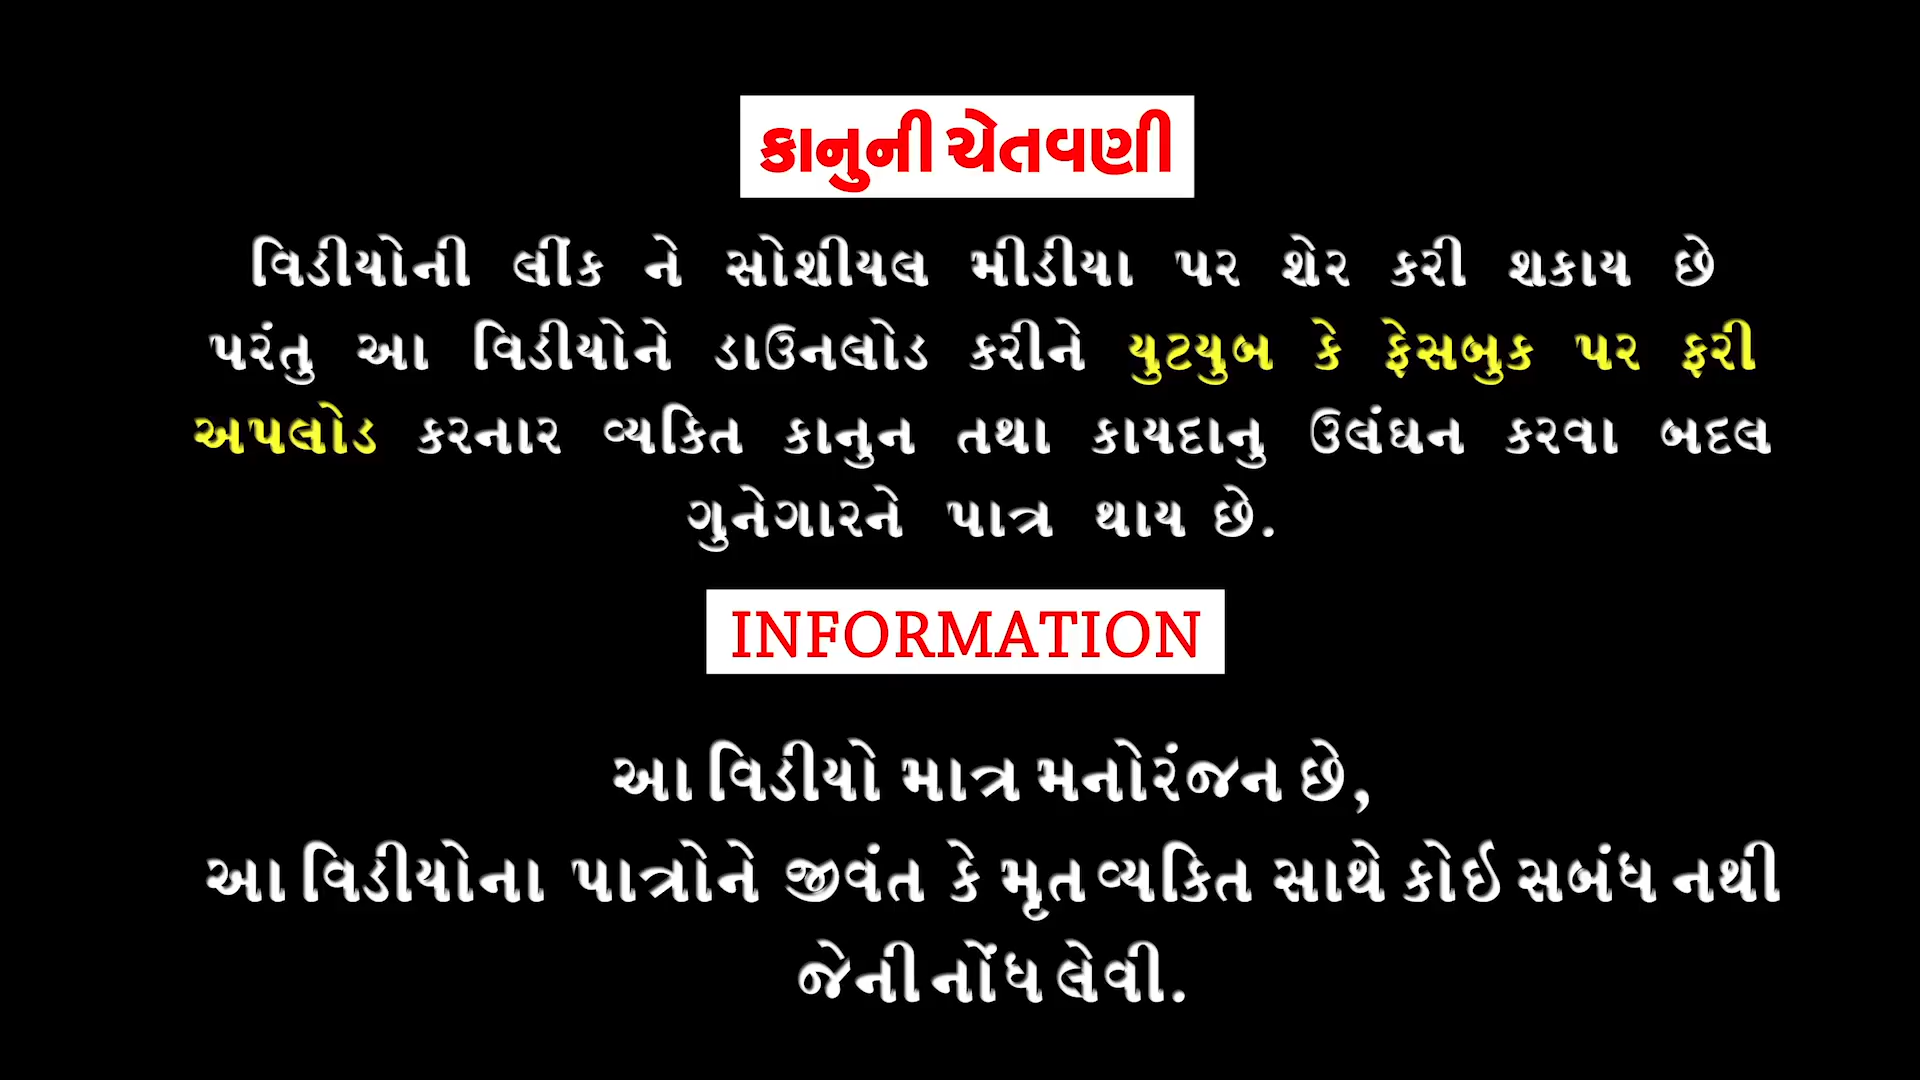 કાનુની ચેતવણી
વિડીયોની લીંક ને સોશીયલ મીડીયા પર શેર કરી શકાય છે
પરંતુ આ વિડીયોને ડાઉનલોડ કરીને યુટયુબ કે ફેસબુક પર ફરી
અપલોડ કરનાર વ્યકિત કાનુન તથા કાયદાનુ ઉલંઘન કરવા બદલ
ગુનેગારને પાત્ર થાય છે.
INFORMATION
આ વિડીયો માત્ર મનોરંજન છે,
આ વિડીયોના પાત્રોને જીવંત કે મૃત વ્યકિત સાથે કોઇ સબંધ નથી
જેની નોંધ લેવી.